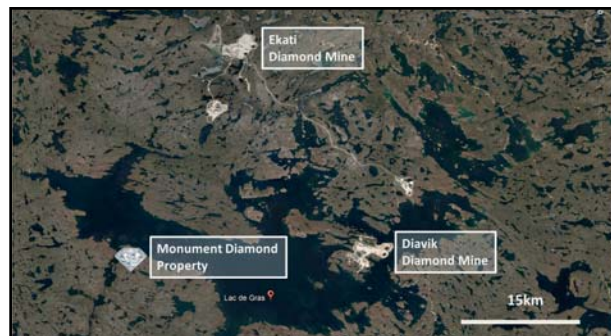 Ekati
Diamond Mine
Monument Diamond
Property
Diavik
Diamond Mine
Lac de Gras
15km